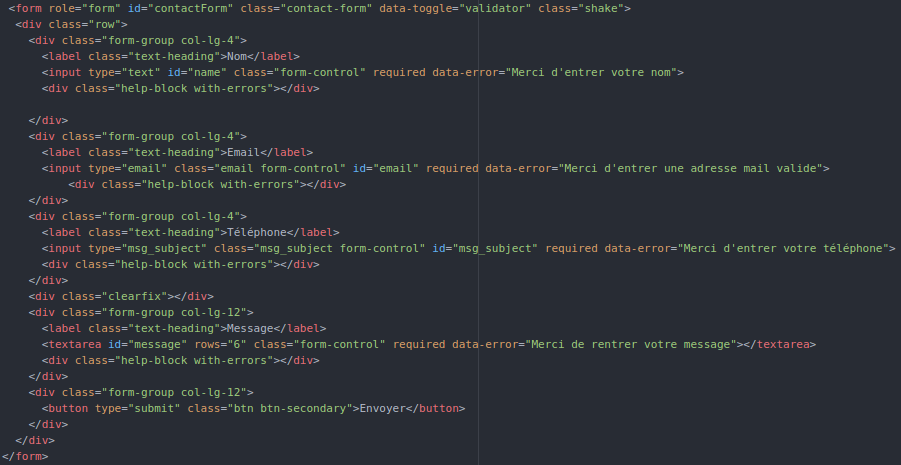 <form role="form" id="contactForm" class="contact-form" data-toggle="validator" class="shake">
<div class="row">
<div class="form-group col-lg-4">
<label class="text-heading">Nom</label>
<input type="text" id="name" class="form-control" required data-error="Merci d'entrer votre nom">
<div class="help-block with-errors"></div>
</div>
<div class="form-group col-lg-4">
<label class="text-heading">Email</label>
<input type="email" class="email form-control" id="email" required data-error="Merci d'entrer une adresse mail valide">
<div class="help-block with-errors"></div>
</div>
<div class="form-group col-lg-4">
<label class="text-heading">Téléphone</label>
<input type="msg_subject" class="msg_subject form-control" id="msg_subject" required data-error="Merci d'entrer votre téléphone">
<div class="help-block with-errors"></div>
</div>
<div class="clearfix"></div>
<div class="form-group col-lg-12">
<label class="text-heading">Message</label>
<textarea id="message" rows="6" class="form-control" required data-error="Merci de rentrer votre message"></textarea>
<div class="help-block with-errors"></div>
</div>
<div class="form-group col-lg-12">
<button type="submit" class="btn btn-secondary">Envoyer</button>
</div>
</div>
</form>